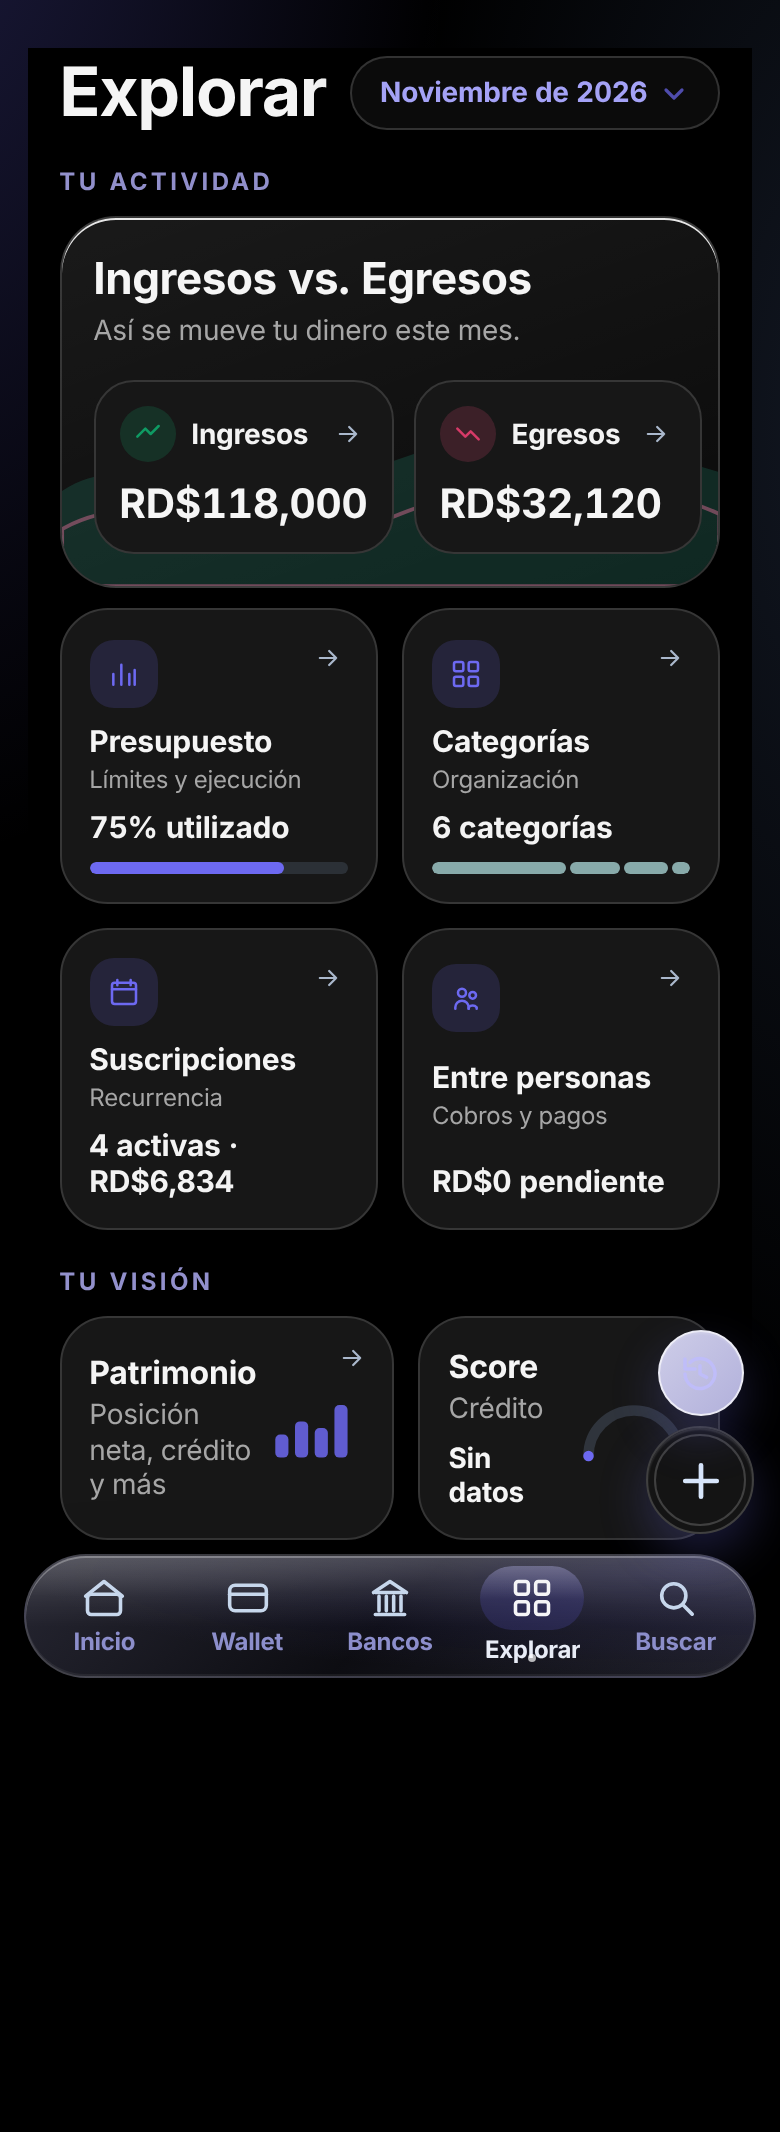 Explorar
Noviembre de 2026
TU ACTIVIDAD
Ingresos vs. Egresos
Así se mueve tu dinero este mes.
Ingresos
RD$118,000
Egresos
RD$32,120
Presupuesto
Límites y ejecución
75% utilizado
Categorías
Organización
6 categorías
Suscripciones
Recurrencia
4 activas ·
RD$6,834
Entre personas
Cobros y pagos
RD$0 pendiente
TU VISIÓN
Patrimonio
Posición
neta, crédito
y más
Score
Crédito
Sin
datos
Inicio
Wallet
Bancos
Explorar
Buscar